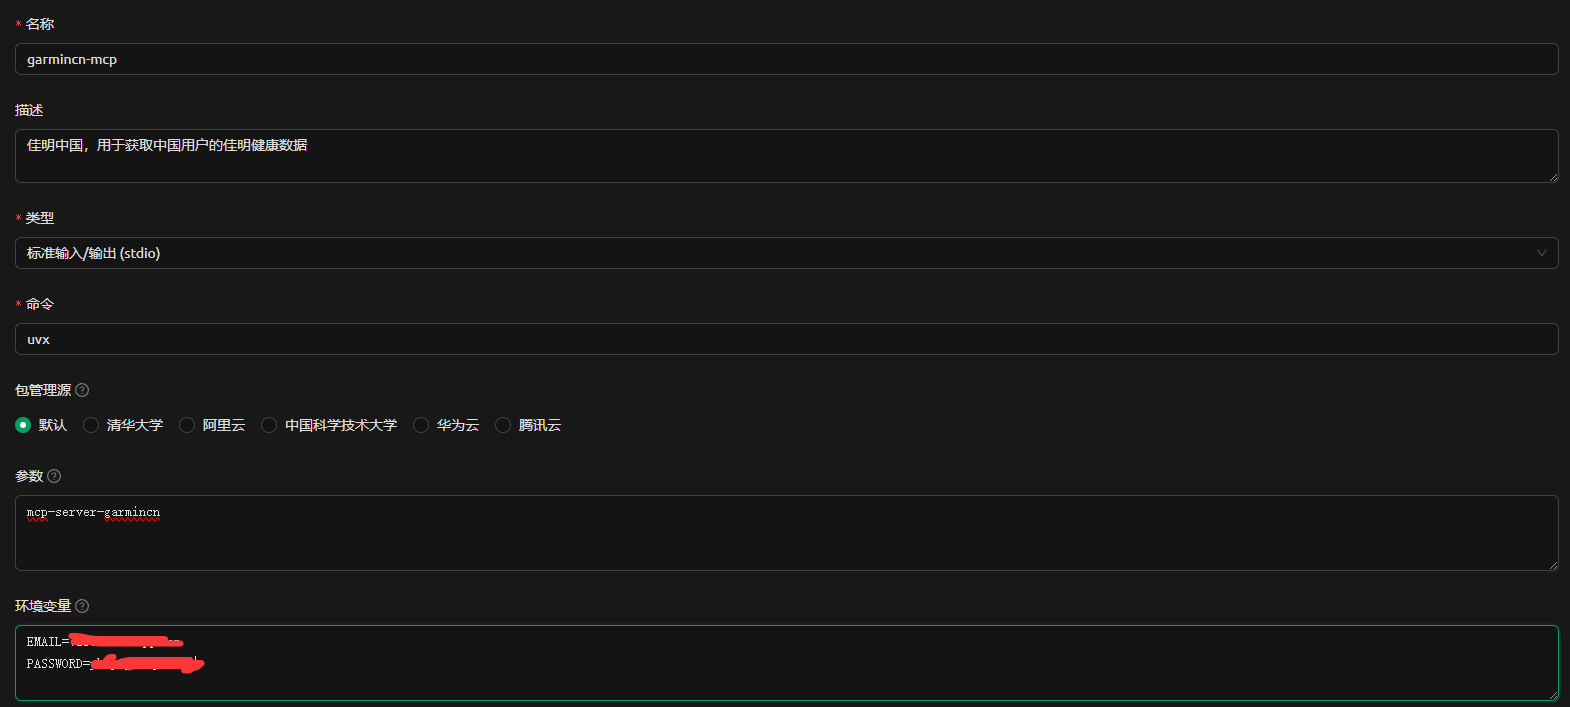 * 名称
garmincn-mcp
描述
佳明中国，用于获取中国用户的佳明健康数据
* 类型
标准输入/输出 (stdio)
* 命令
uvx
包管理源
默认 清华大学 阿里云 中国科学技术大学 华为云 腾讯云
参数
mcp-server-garmincn
环境变量
EMAIL=
PASSWORD=